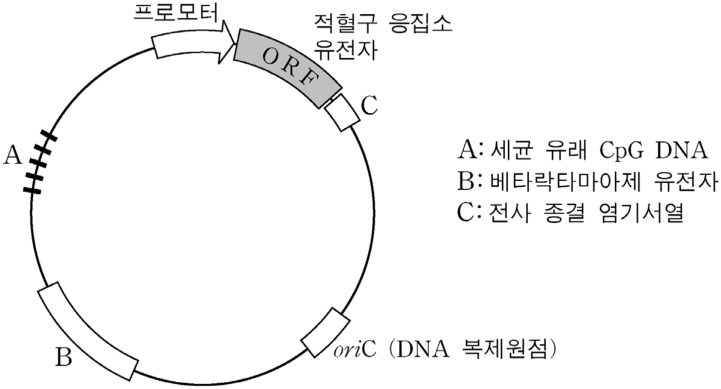 프로모터
적혈구 응집소
유전자
ORF
C
A
A: 세균 유래 CpG DNA
B: 베타락타마아제 유전자
C: 전사 종결 염기서열
B
oriC (DNA 복제원점)